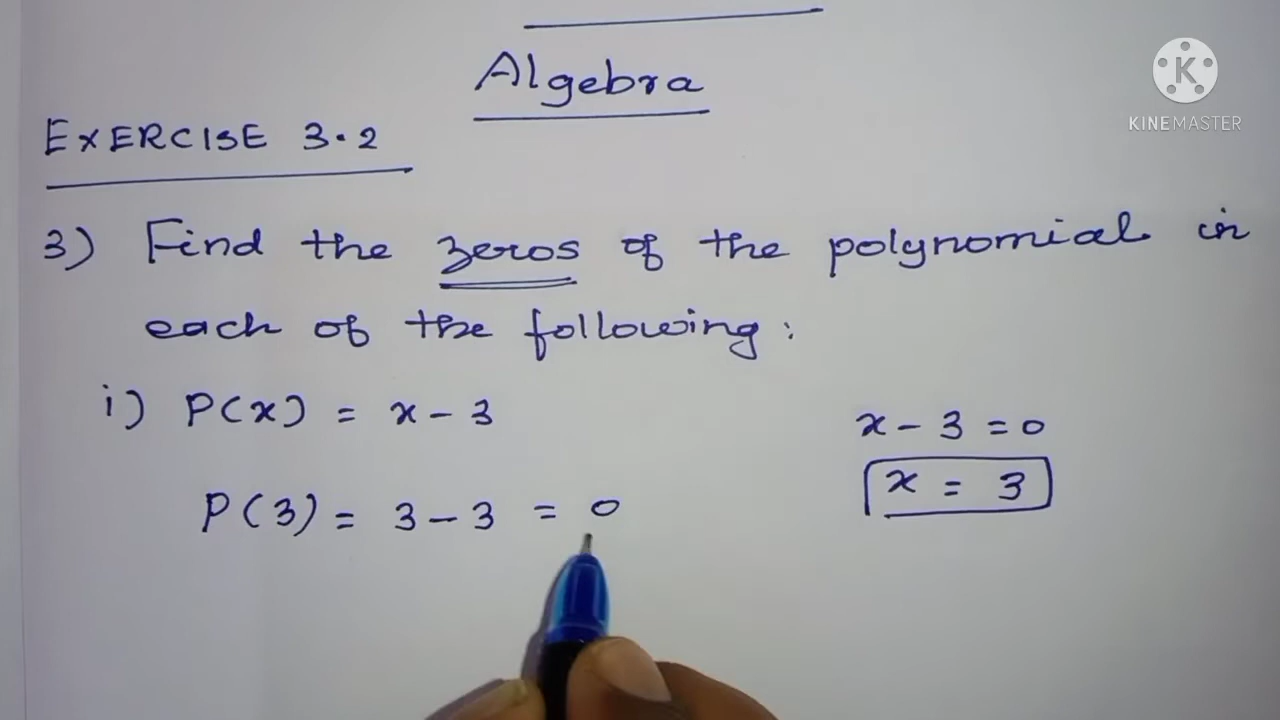 Algebra
EXERCISE 3.2
3) Find the zeros of the polynomial in
each of the following:
i) P(x) = x - 3
x - 3 = 0
x = 3
P(3) = 3 - 3 = 0
K
KINEMASTER